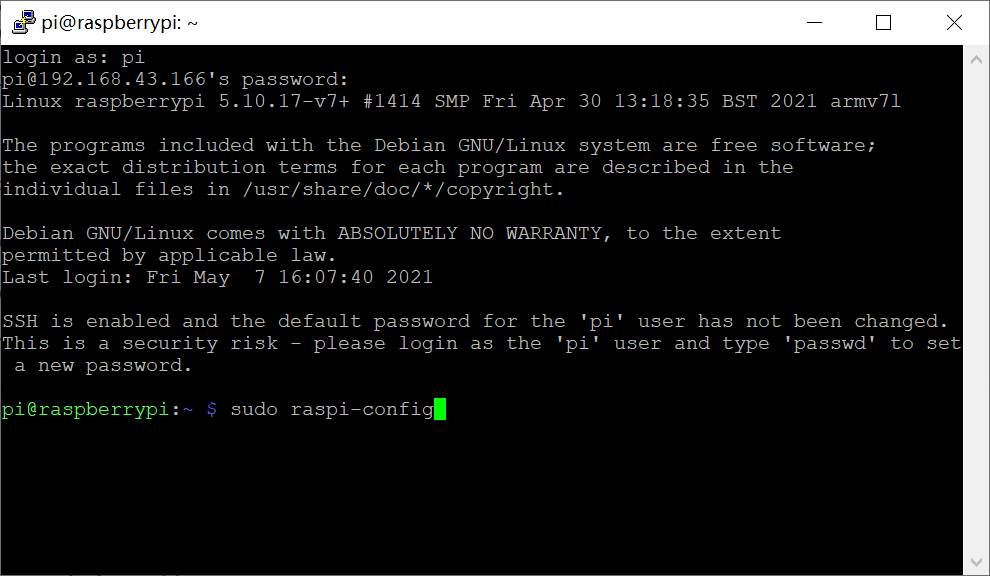 pi@raspberrypi: ~
login as: pi
pi@192.168.43.166's password:
Linux raspberrypi 5.10.17-v7+ #1414 SMP Fri Apr 30 13:18:35 BST 2021 armv7l
The programs included with the Debian GNU/Linux system are free software;
the exact distribution terms for each program are described in the
individual files in /usr/share/doc/*/copyright.
Debian GNU/Linux comes with ABSOLUTELY NO WARRANTY, to the extent
permitted by applicable law.
Last login: Fri May  7 16:07:40 2021
SSH is enabled and the default password for the 'pi' user has not been changed.
This is a security risk - please login as the 'pi' user and type 'passwd' to set
 a new password.
pi@raspberrypi:~ $ sudo raspi-config